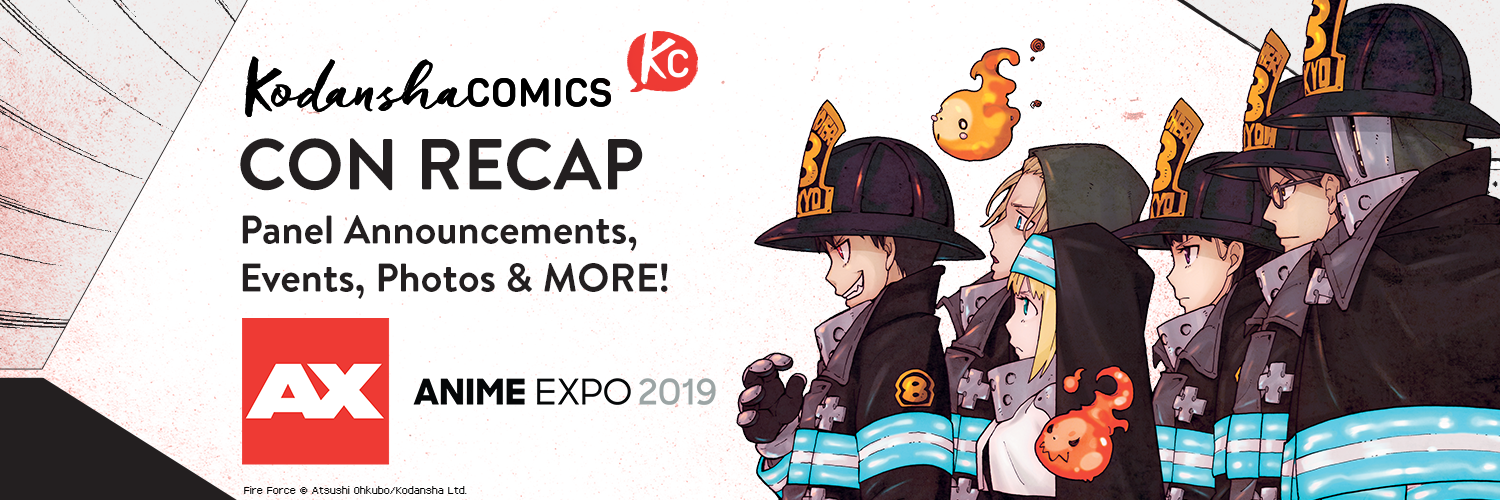 KodanshaCOMICS
KC
CON RECAP
Panel Announcements,
Events, Photos & MORE!
AX
ANIME EXPO 2019
Fire Force © Atsushi Ohkubo/Kodansha Ltd.
8